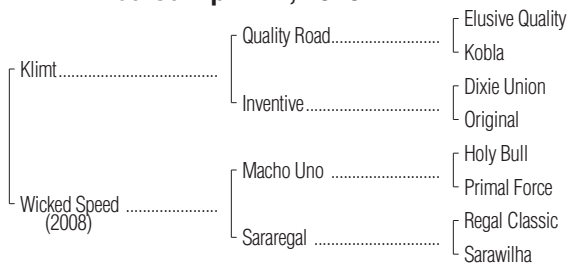 Elusive Quality
Quality Road
Kobla
Klimt
Dixie Union
Inventive
Original
Holy Bull
Macho Uno
Primal Force
Wicked Speed
(2008)
Regal Classic
Sararegal
Sarawilha